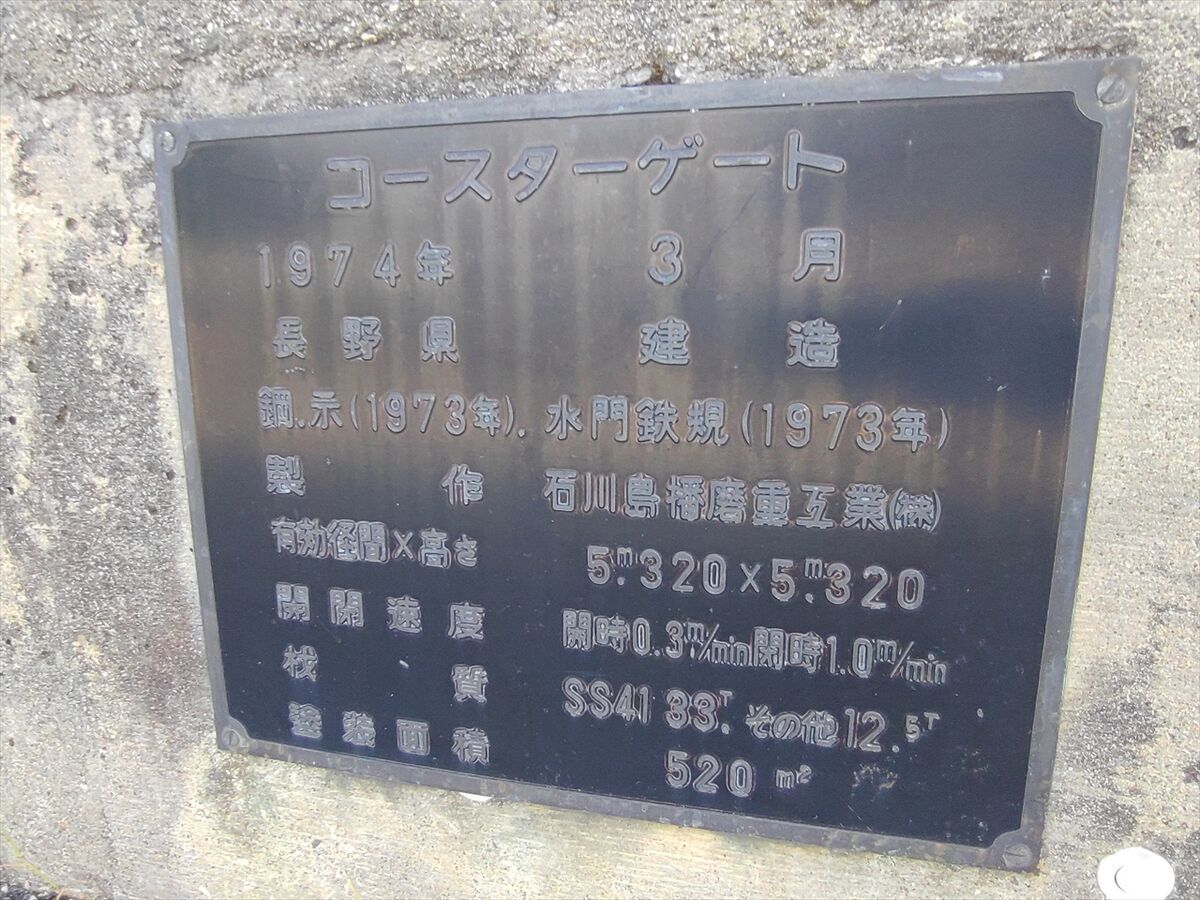 コースターゲート
1974年 3月
長野県 建造
鋼.示(1973年).水門鉄規(1973年)
製作 石川島播磨重工業(株)
有効径間×高さ 5.ᵐ320×5.ᵐ320
開閉速度 開時0.3m/min閉時1.0m/min
材質 SS41 33.ᵀ その他12.5ᵀ
塗装面積 520 m²